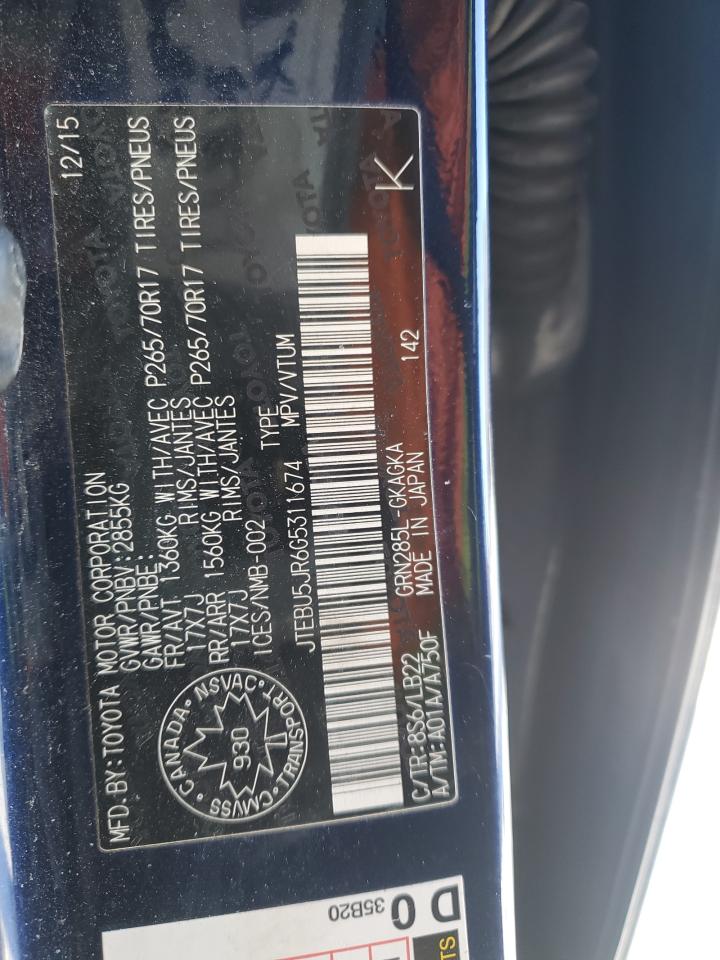 MFD. BY:TOYOTA MOTOR CORPORATION 12/15
GVWR/PNBV:2855KG
GAWR/PNBE:
FR/AVT 1360KG WITH/AVEC P265/70R17 TIRES/PNEUS
17X7J RIMS/JANTES
RR/ARR 1560KG WITH/AVEC P265/70R17 TIRES/PNEUS
17X7J RIMS/JANTES
ICES/NMB-002 TYPE
JTEBU5JR6G5311674 MPV/VTUM
CANADA • NSVAC • TRANSPORT • CMVSS
930
C/TR:8S6/LB22 GRN285L-GKAGKA 142 K
A/TM:A01A/A750F MADE IN JAPAN
35B20
D C
TS